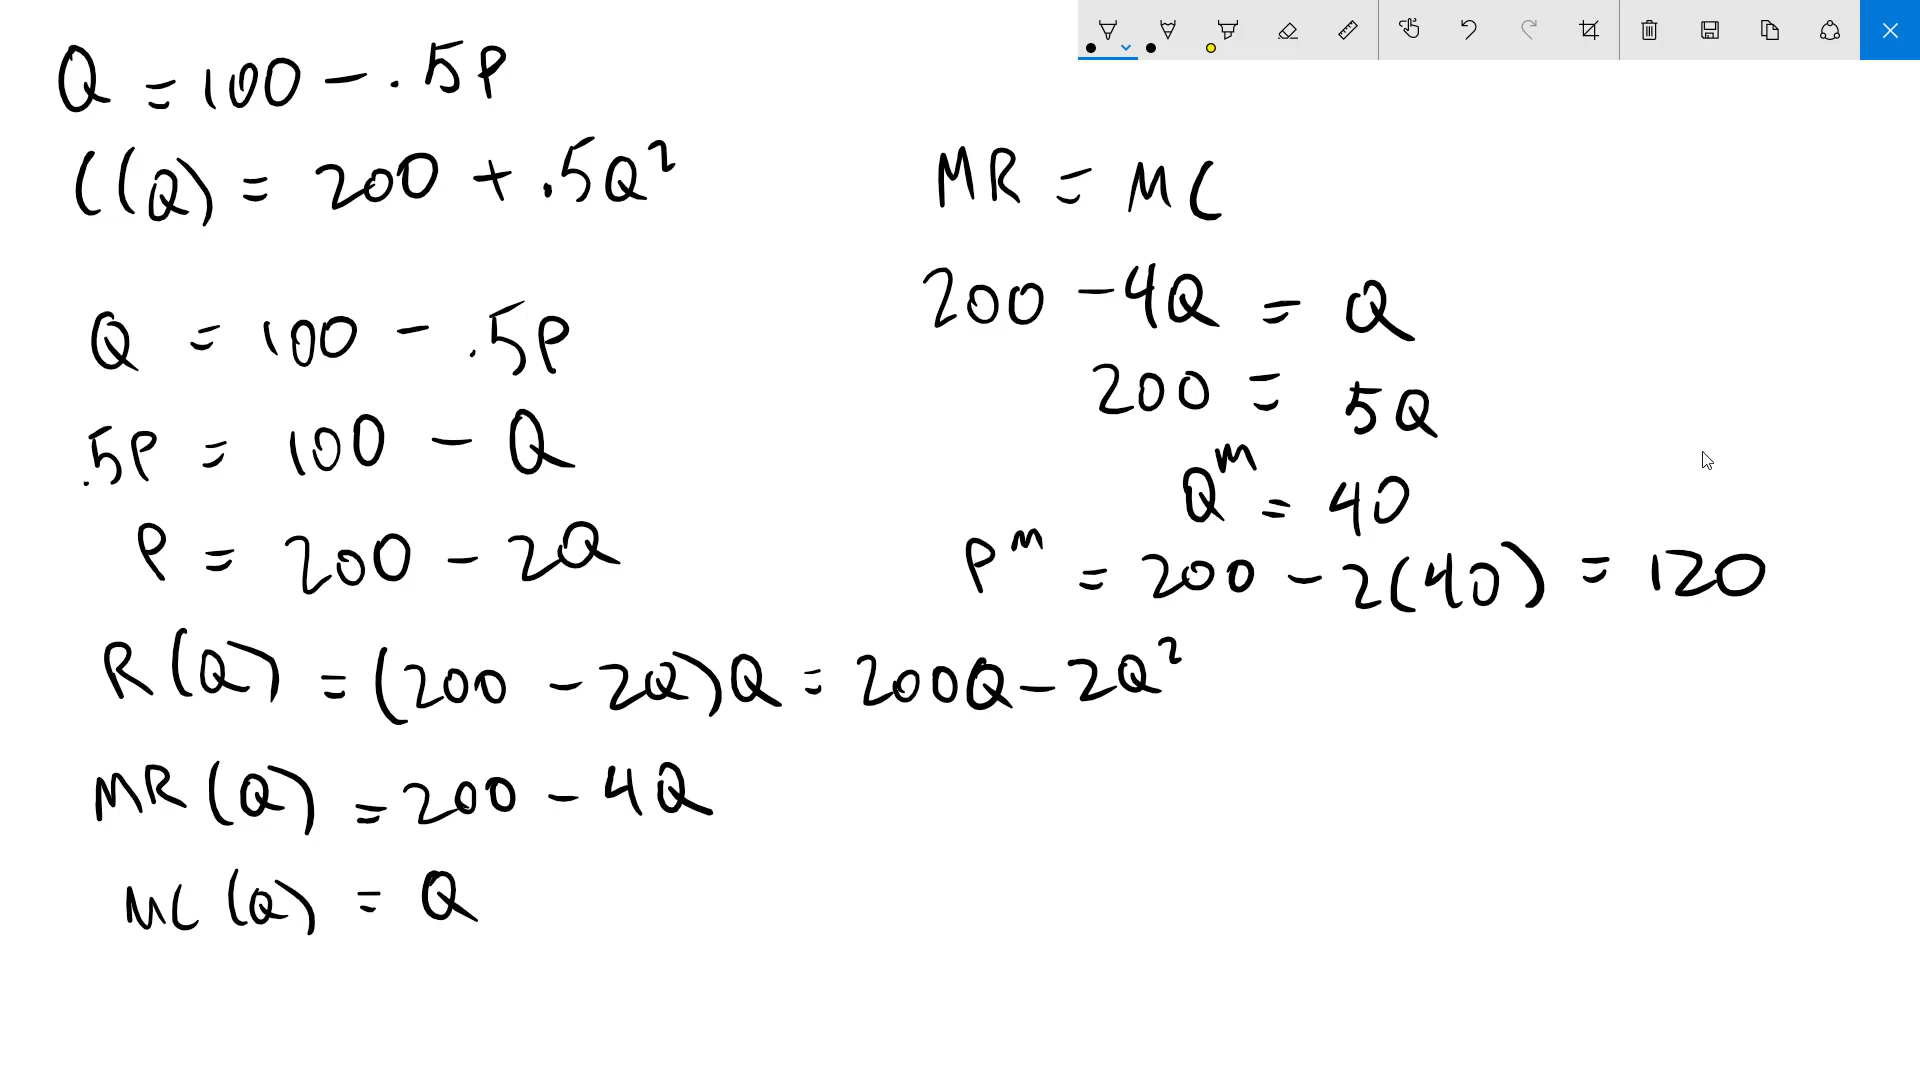 Q = 100 - .5P
C(Q) = 200 + .5Q²
Q = 100 - .5P
.5P = 100 - Q
P = 200 - 2Q
R(Q) = (200 - 2Q)Q = 200Q - 2Q²
MR(Q) = 200 - 4Q
MC(Q) = Q
MR = MC
200 - 4Q = Q
200 = 5Q
Qᵐ = 40
Pᵐ = 200 - 2(40) = 120